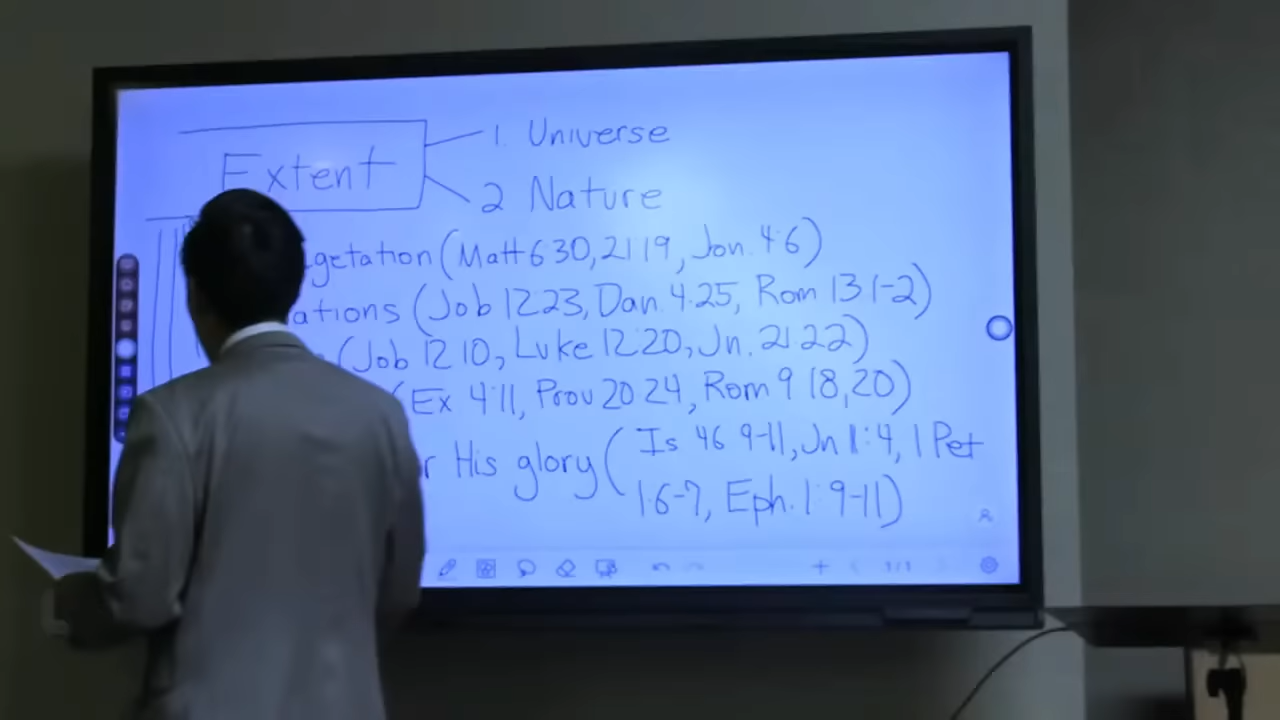 Extent
1. Universe
2 Nature
getation (Matt 6 30, 21 19, Jon. 4:6)
ations (Job 12 23, Dan. 4:25, Rom 13 1-2)
(Job 12 10, Luke 12:20, Jn. 21:22)
(Ex 4:11, Prov 20 24, Rom 9 18,20)
r His glory (Is 46 9-11, Jn 11:4, 1 Pet
1:6-7, Eph. 1:9-11)
1/1